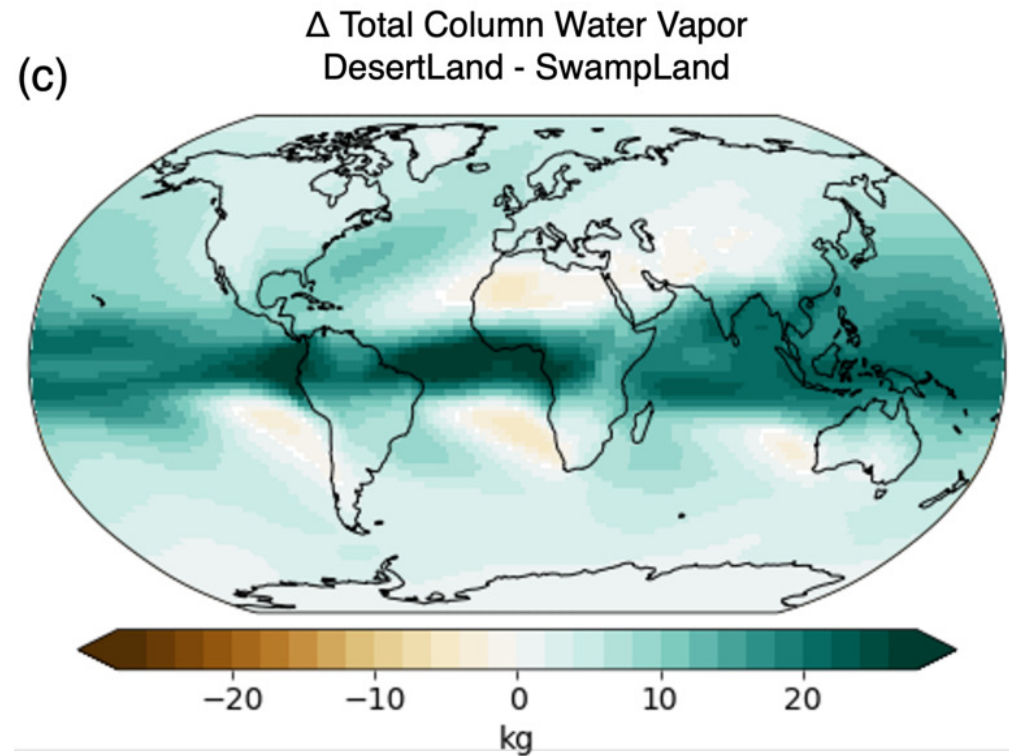 Δ Total Column Water Vapor
DesertLand - SwampLand
(c)
−20 −10 0 10 20
kg